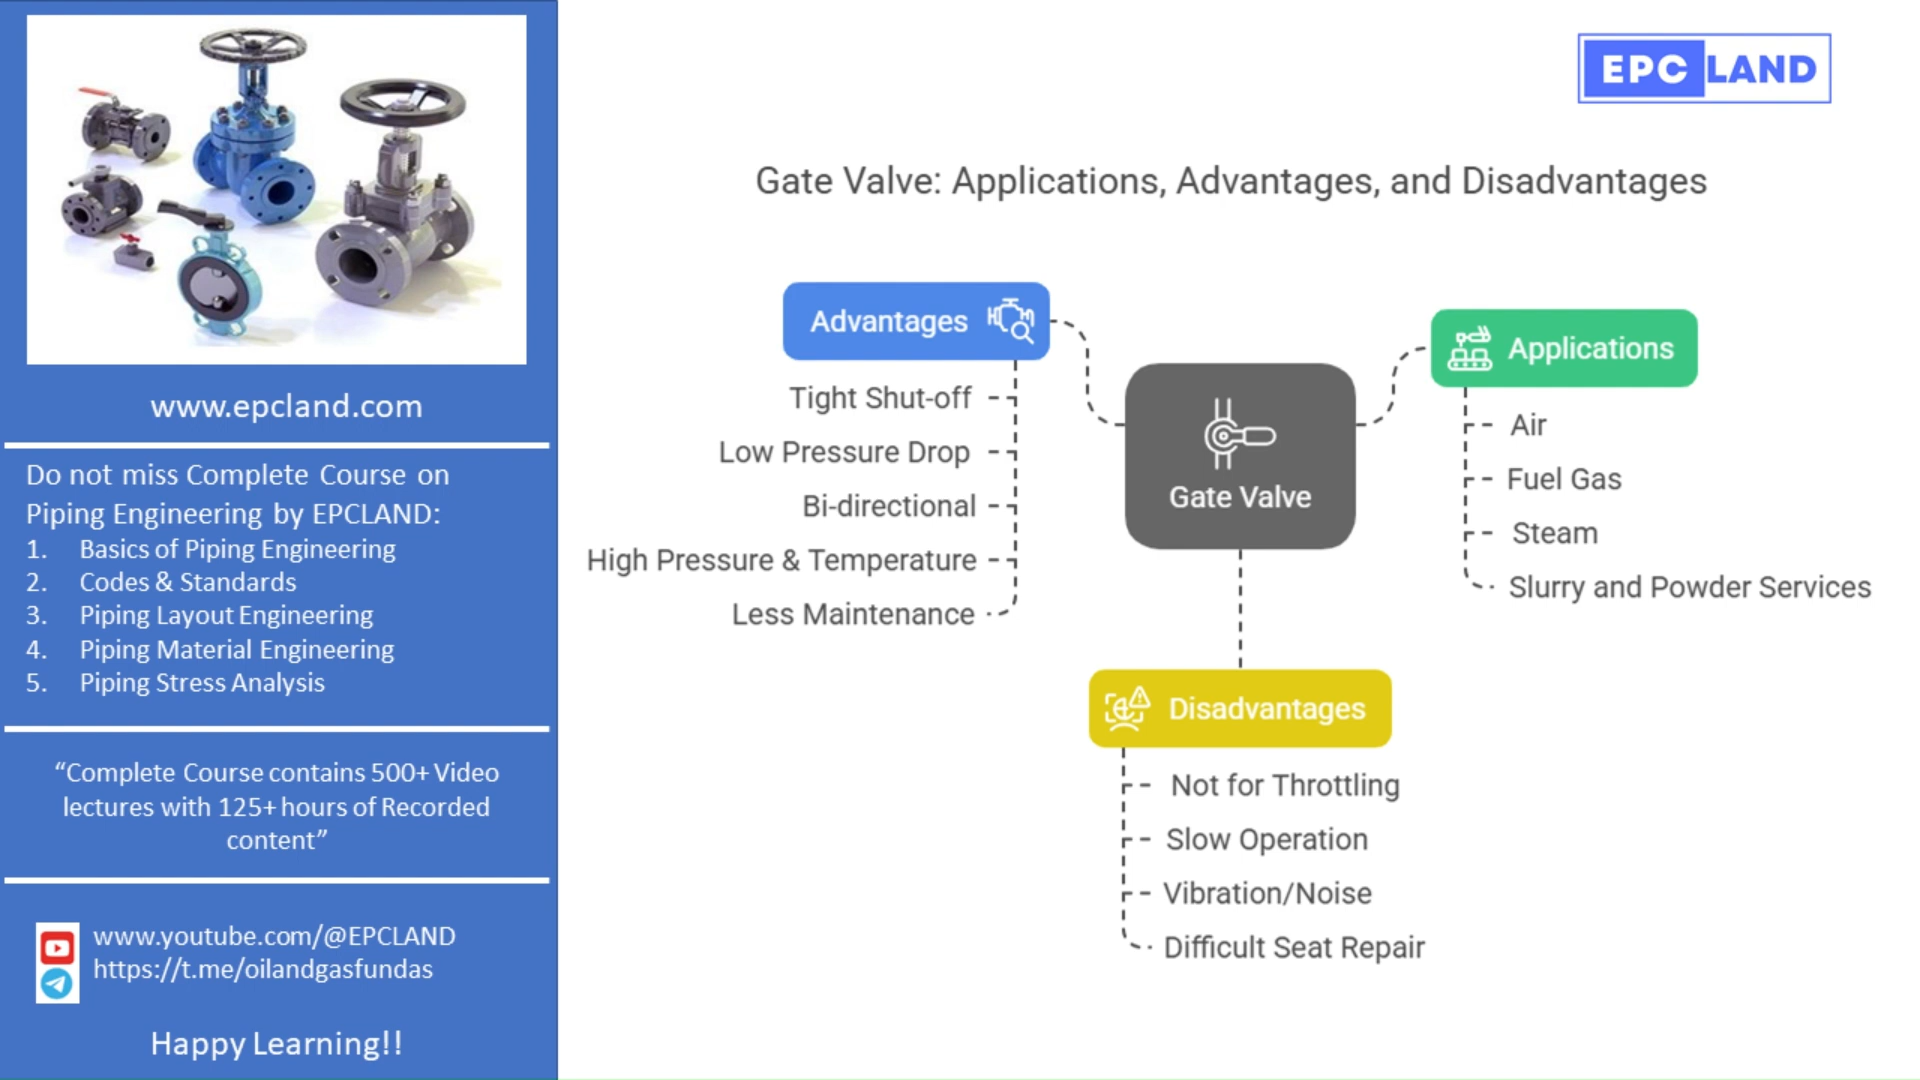 www.epcland.com
Do not miss Complete Course on
Piping Engineering by EPCLAND:
1. Basics of Piping Engineering
2. Codes & Standards
3. Piping Layout Engineering
4. Piping Material Engineering
5. Piping Stress Analysis
“Complete Course contains 500+ Video
lectures with 125+ hours of Recorded
content”
www.youtube.com/@EPCLAND
https://t.me/oilandgasfundas
Happy Learning!!
EPC LAND
Gate Valve: Applications, Advantages, and Disadvantages
Advantages
Tight Shut-off
Low Pressure Drop
Bi-directional
High Pressure & Temperature
Less Maintenance
Gate Valve
Applications
Air
Fuel Gas
Steam
Slurry and Powder Services
Disadvantages
Not for Throttling
Slow Operation
Vibration/Noise
Difficult Seat Repair